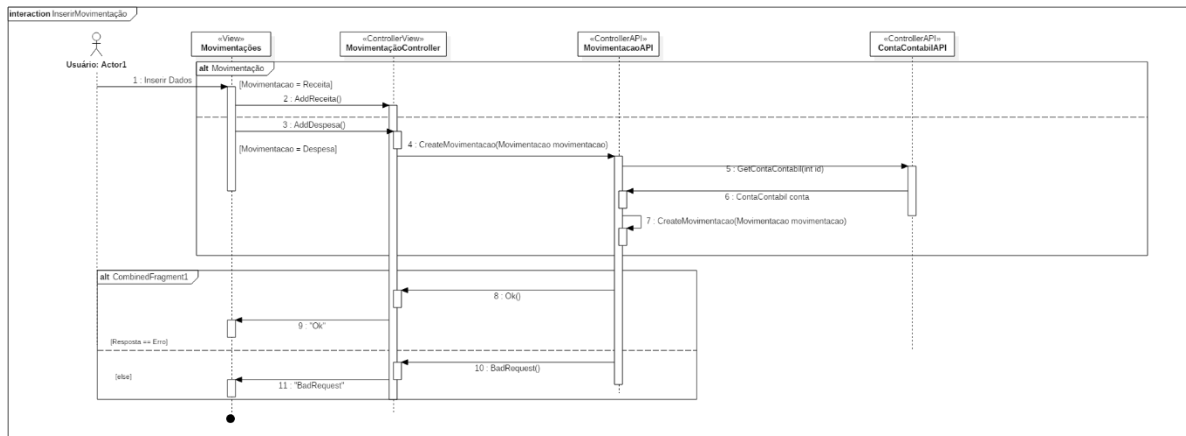 interaction InserirMovimentação
«View»
Movimentações
«ControllerView»
MovimentaçãoController
«ControllerAPI»
MovimentacaoAPI
«ControllerAPI»
ContaContabilAPI
Usuário: Actor1
alt Movimentação
1 : Inserir Dados
[Movimentacao = Receita]
2 : AddReceita()
3 : AddDespesa()
[Movimentacao = Despesa]
4 : CreateMovimentacao(Movimentacao movimentacao)
5 : GetContaContabil(int id)
6 : ContaContabil conta
7 : CreateMovimentacao(Movimentacao movimentacao)
alt CombinedFragment1
8 : Ok()
9 : "Ok"
[Resposta == Erro]
10 : BadRequest()
[else]
11 : "BadRequest"